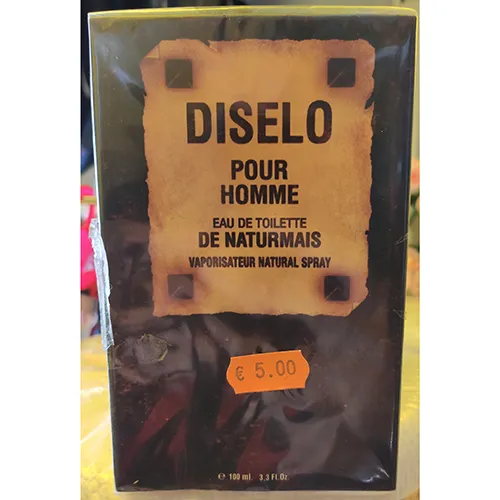 DISELO
POUR
HOMME
EAU DE TOILETTE
DE NATURMAIS
VAPORISATEUR NATURAL SPRAY
€ 5.00
℮ 100 ml. 3,3 Fl.Oz.